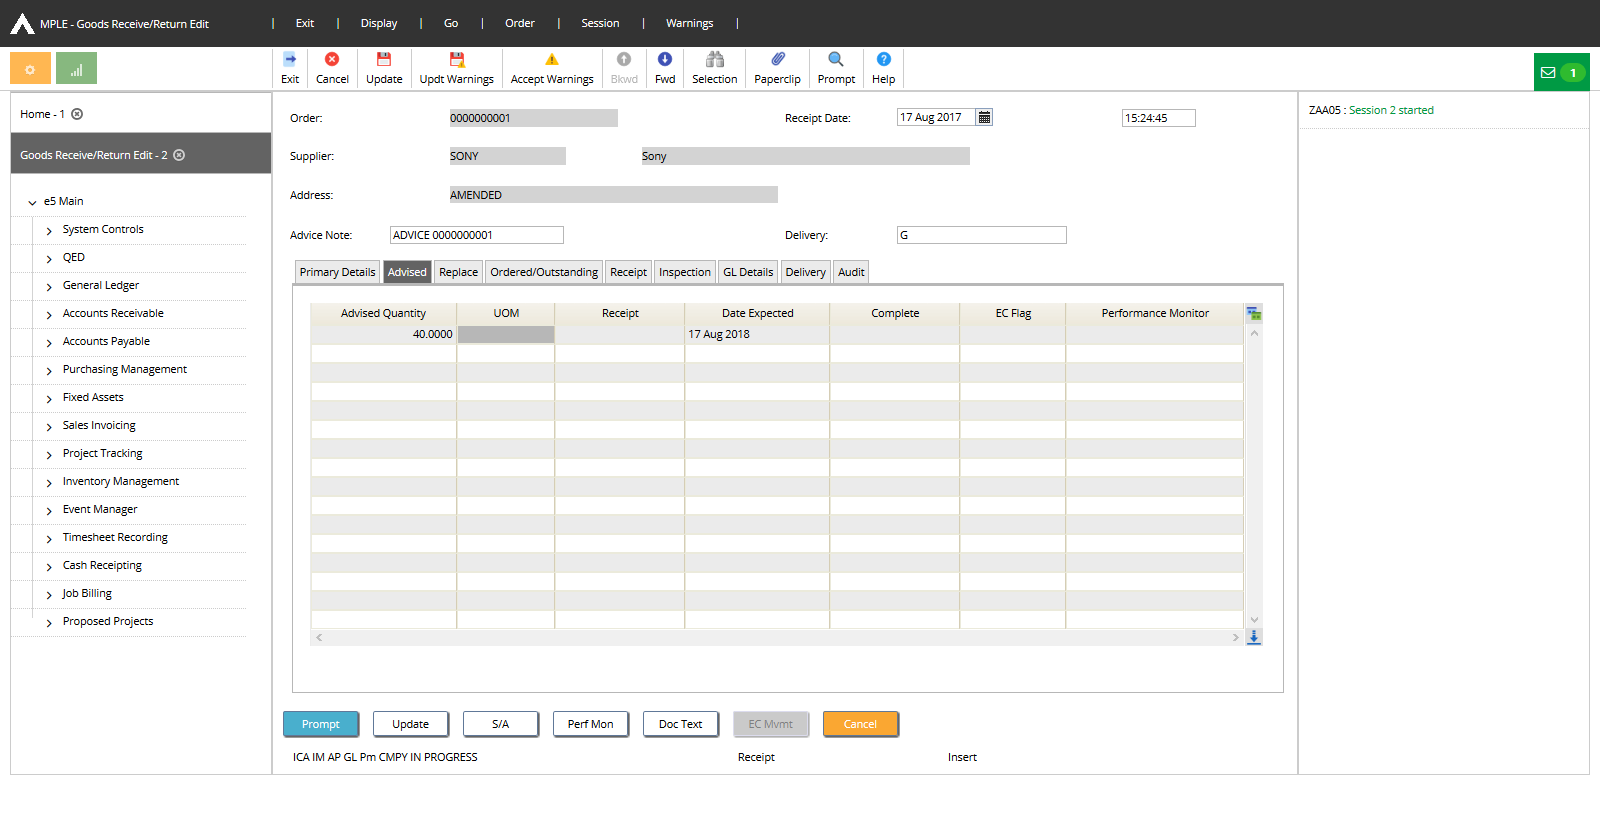 MPLE - Goods Receive/Return Edit | Exit | Display | Go | Order | Session | Warnings |
Exit Cancel Update Updt Warnings Accept Warnings Bkwd Fwd Selection Paperclip Prompt Help
1
Home - 1
Goods Receive/Return Edit - 2
e5 Main
System Controls
QED
General Ledger
Accounts Receivable
Accounts Payable
Purchasing Management
Fixed Assets
Sales Invoicing
Project Tracking
Inventory Management
Event Manager
Timesheet Recording
Cash Receipting
Job Billing
Proposed Projects
Order: 0000000001 Receipt Date: 17 Aug 2017 15:24:45
Supplier: SONY Sony
Address: AMENDED
Advice Note: ADVICE 0000000001 Delivery: G
Primary Details Advised Replace Ordered/Outstanding Receipt Inspection GL Details Delivery Audit
Advised Quantity UOM Receipt Date Expected Complete EC Flag Performance Monitor
40.0000 17 Aug 2018
Prompt Update S/A Perf Mon Doc Text EC Mvmt Cancel
ICA IM AP GL Pm CMPY IN PROGRESS Receipt Insert
ZAA05 : Session 2 started